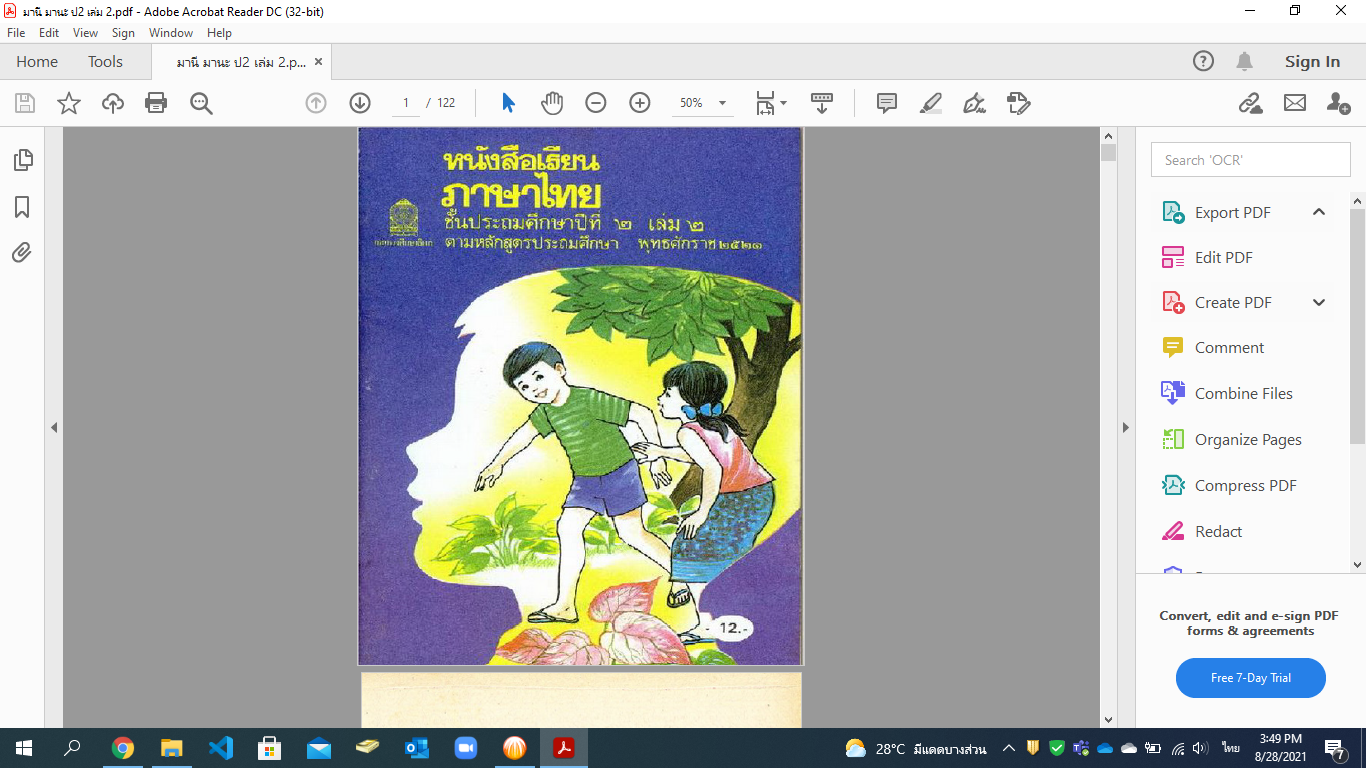 มานี มานะ ป2 เล่ม 2.pdf - Adobe Acrobat Reader DC (32-bit)
File Edit View Sign Window Help
Home Tools มานี มานะ ป2 เล่ม 2.p... × Sign In
1 / 122 50%
Search 'OCR'
หนังสือเรียน
ภาษาไทย
ชั้นประถมศึกษาปีที่ ๒ เล่ม ๒
ตามหลักสูตรประถมศึกษา พุทธศักราช ๒๕๒๑
- 12.-
Export PDF
Edit PDF
Create PDF
Comment
Combine Files
Organize Pages
Compress PDF
Redact
Convert, edit and e-sign PDF
forms & agreements
Free 7-Day Trial
28°C มีแดดบางส่วน ไทย 3:49 PM
8/28/2021 7